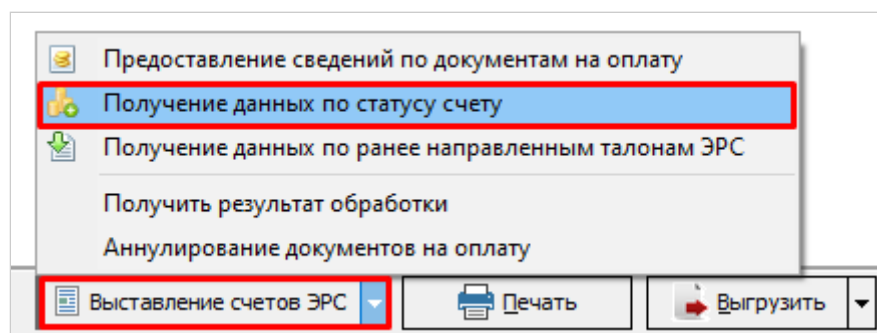 Предоставление сведений по документам на оплату
Получение данных по статусу счету
Получение данных по ранее направленным талонам ЭРС
Получить результат обработки
Аннулирование документов на оплату
Выставление счетов ЭРС Печать Выгрузить